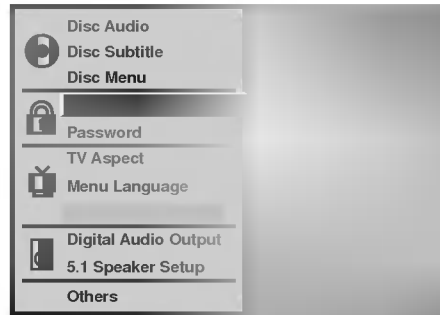 Disc Audio
Disc Subtitle
Disc Menu
Password
TV Aspect
Menu Language
Digital Audio Output
5.1 Speaker Setup
Others